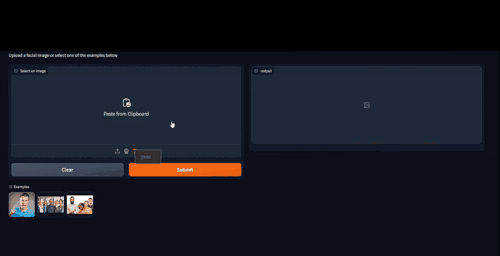 Upload a facial image or select one of the examples below
Select an Image
output
Paste from Clipboard
Clear
Submit
Examples